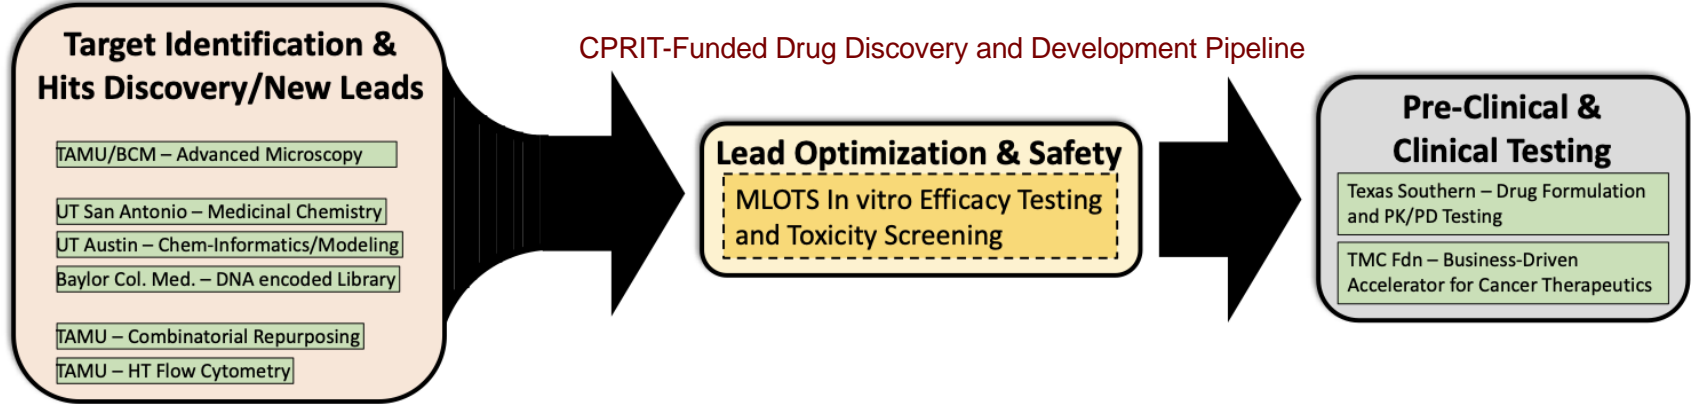 CPRIT-Funded Drug Discovery and Development Pipeline
Target Identification &
Hits Discovery/New Leads
TAMU/BCM – Advanced Microscopy
UT San Antonio – Medicinal Chemistry
UT Austin – Chem-Informatics/Modeling
Baylor Col. Med. – DNA encoded Library
TAMU – Combinatorial Repurposing
TAMU – HT Flow Cytometry
Lead Optimization & Safety
MLOTS In vitro Efficacy Testing
and Toxicity Screening
Pre-Clinical &
Clinical Testing
Texas Southern – Drug Formulation
and PK/PD Testing
TMC Fdn – Business-Driven
Accelerator for Cancer Therapeutics